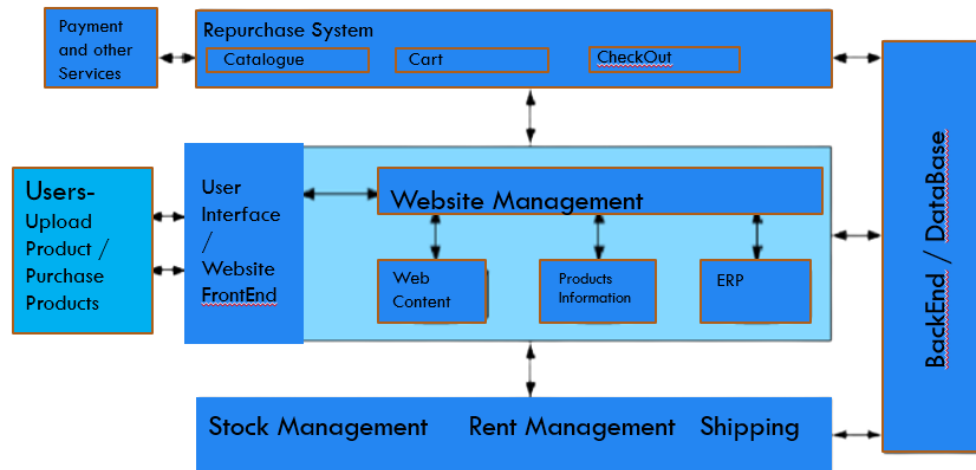 Payment
and other
Services
Repurchase System
Catalogue
Cart
CheckOut
Users-
Upload
Product /
Purchase
Products
User
Interface
/
Website
FrontEnd
Website Management
Web
Content
Products
Information
ERP
Stock Management
Rent Management
Shipping
BackEnd / DataBase